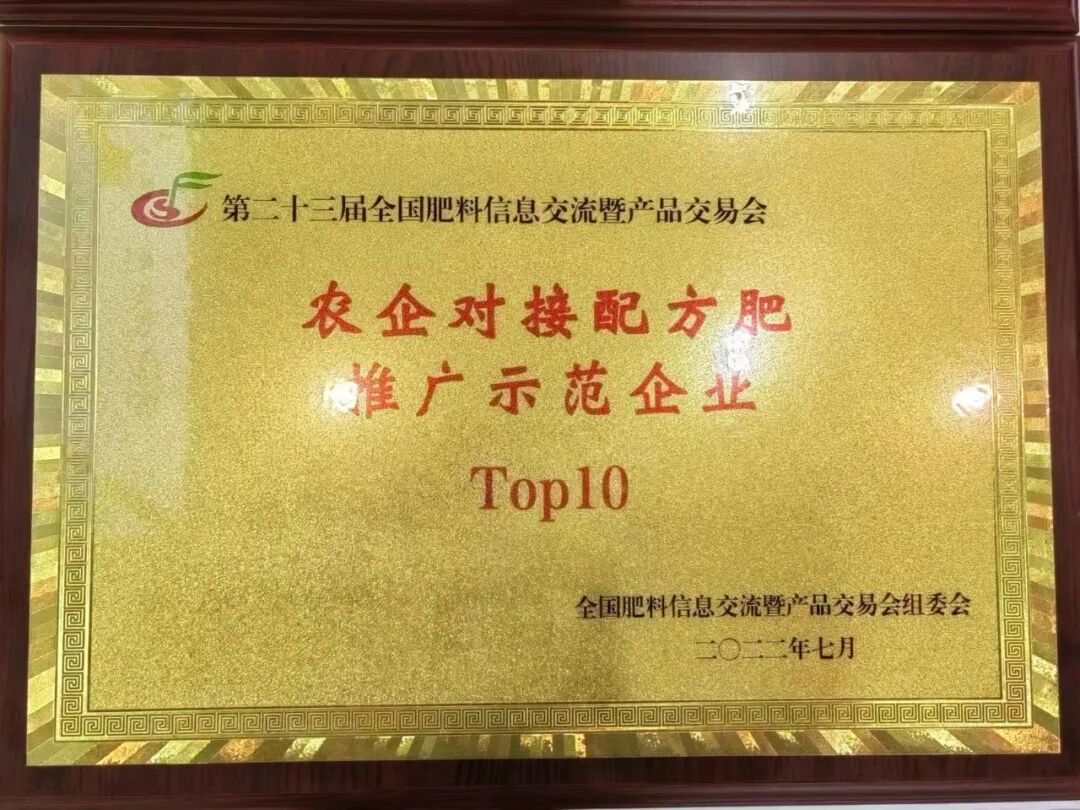 第二十三届全国肥料信息交流暨产品交易会
农企对接配方肥
推广示范企业
Top10
全国肥料信息交流暨产品交易会组委会
二〇二二年七月